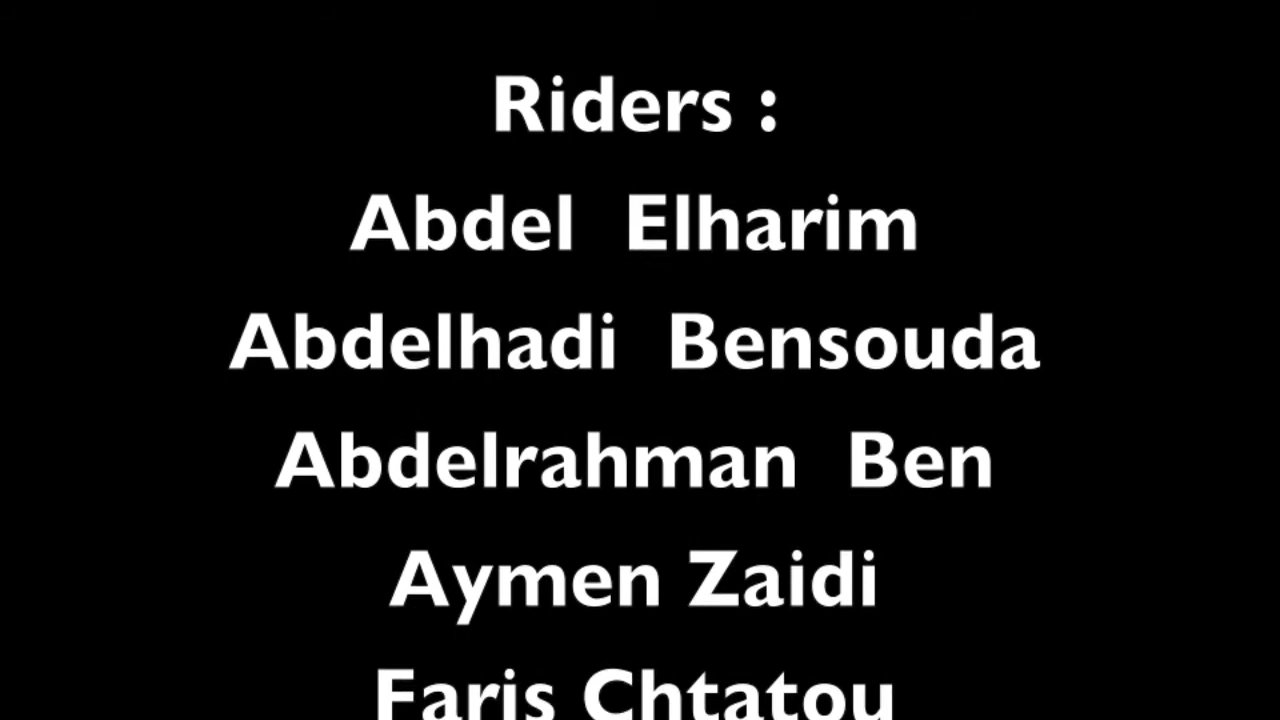 Riders :
Abdel Elharim
Abdelhadi Bensouda
Abdelrahman Ben
Aymen Zaidi
Faris Chtatou